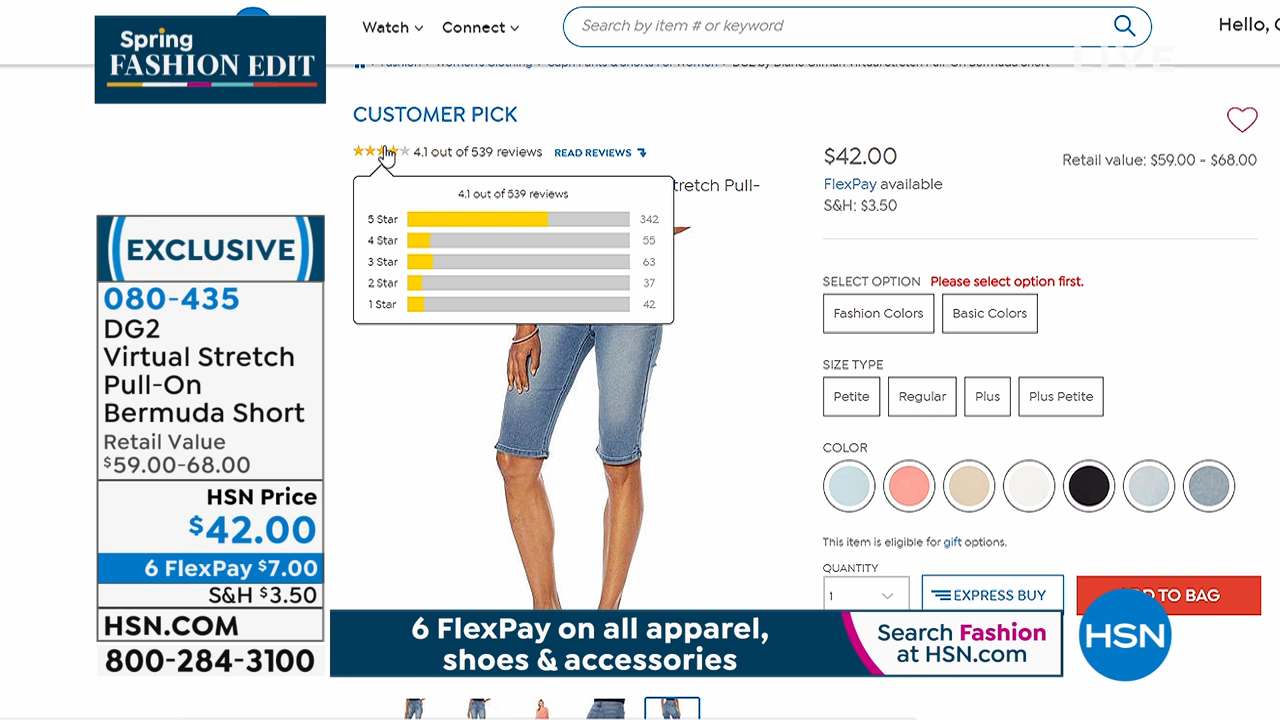 Spring
FASHION EDIT
Watch
Connect
Search by item # or keyword
Hello,
LIVE
CUSTOMER PICK
4.1 out of 539 reviews
READ REVIEWS
4.1 out of 539 reviews
5 Star 342
4 Star 55
3 Star 63
2 Star 37
1 Star 42
tretch Pull-
$42.00
Retail value: $59.00 - $68.00
FlexPay available
S&H: $3.50
SELECT OPTION Please select option first.
Fashion Colors
Basic Colors
SIZE TYPE
Petite
Regular
Plus
Plus Petite
COLOR
This item is eligible for gift options.
QUANTITY
1
EXPRESS BUY
TO BAG
EXCLUSIVE
080-435
DG2
Virtual Stretch
Pull-On
Bermuda Short
Retail Value
$59.00-68.00
HSN Price
$42.00
6 FlexPay $7.00
S&H $3.50
HSN.COM
800-284-3100
6 FlexPay on all apparel,
shoes & accessories
Search Fashion
at HSN.com
HSN